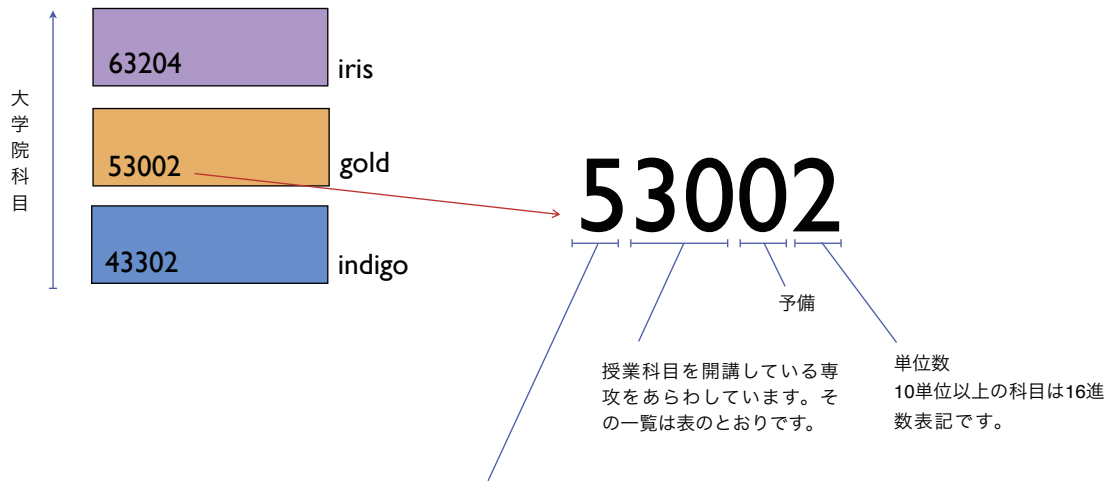 大学院科目
63204
iris
53002
gold
43302
indigo
53002
予備
授業科目を開講している専
攻をあらわしています。そ
の一覧は表のとおりです。
単位数
10単位以上の科目は16進
数表記です。